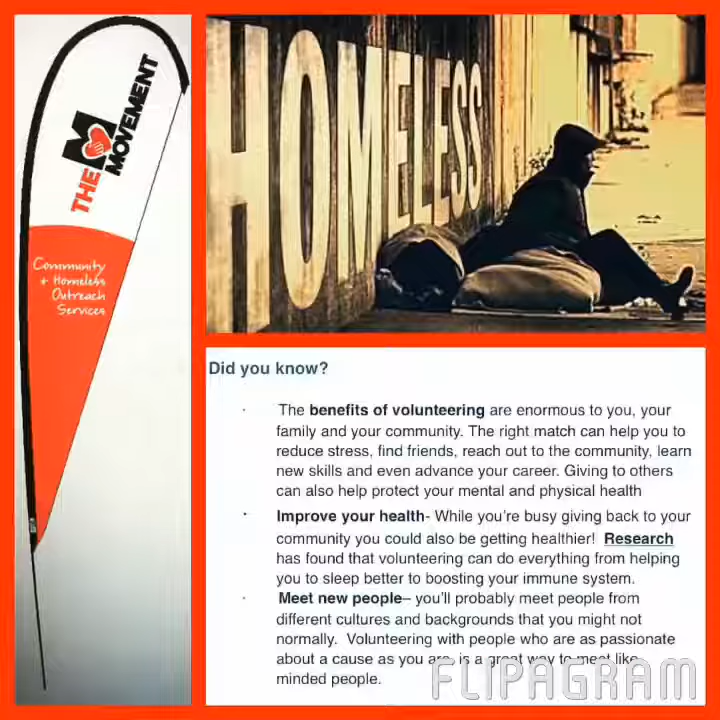 THE M MOVEMENT
Community
+ Homeless
Outreach
Services
HOMELESS
Did you know?
· The benefits of volunteering are enormous to you, your
family and your community. The right match can help you to
reduce stress, find friends, reach out to the community, learn
new skills and even advance your career. Giving to others
can also help protect your mental and physical health
· Improve your health- While you're busy giving back to your
community you could also be getting healthier! Research
has found that volunteering can do everything from helping
you to sleep better to boosting your immune system.
· Meet new people– you'll probably meet people from
different cultures and backgrounds that you might not
normally. Volunteering with people who are as passionate
about a cause as you are- is a great way to meet like
minded people.
FLIPAGRAM